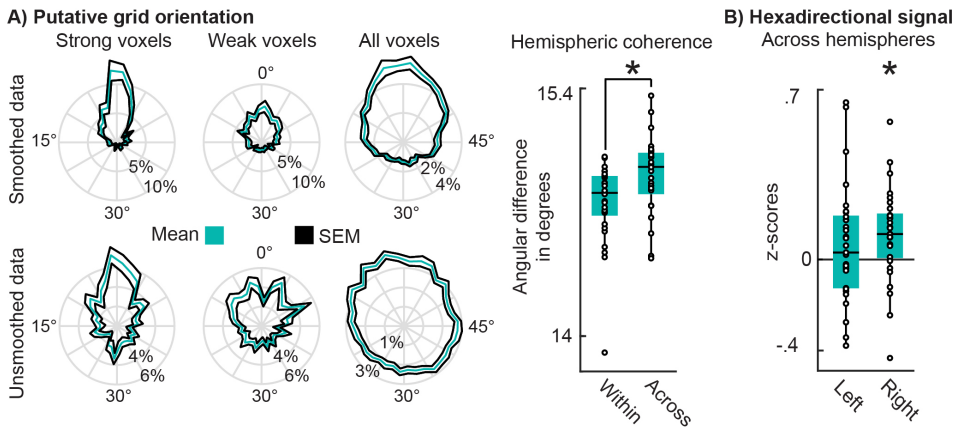 A) Putative grid orientation
Strong voxels
Weak voxels
All voxels
Smoothed data
0°
15°
45°
5%
10%
30°
5%
10%
30°
2%
4%
Mean
SEM
Unsmoothed data
0°
15°
45°
4%
6%
30°
4%
6%
30°
1%
3%
30°
Hemispheric coherence
*
15.4
Angular difference
in degrees
14
Within
Across
B) Hexadirectional signal
Across hemispheres
*
.7
z-scores
0
-.4
Left
Right